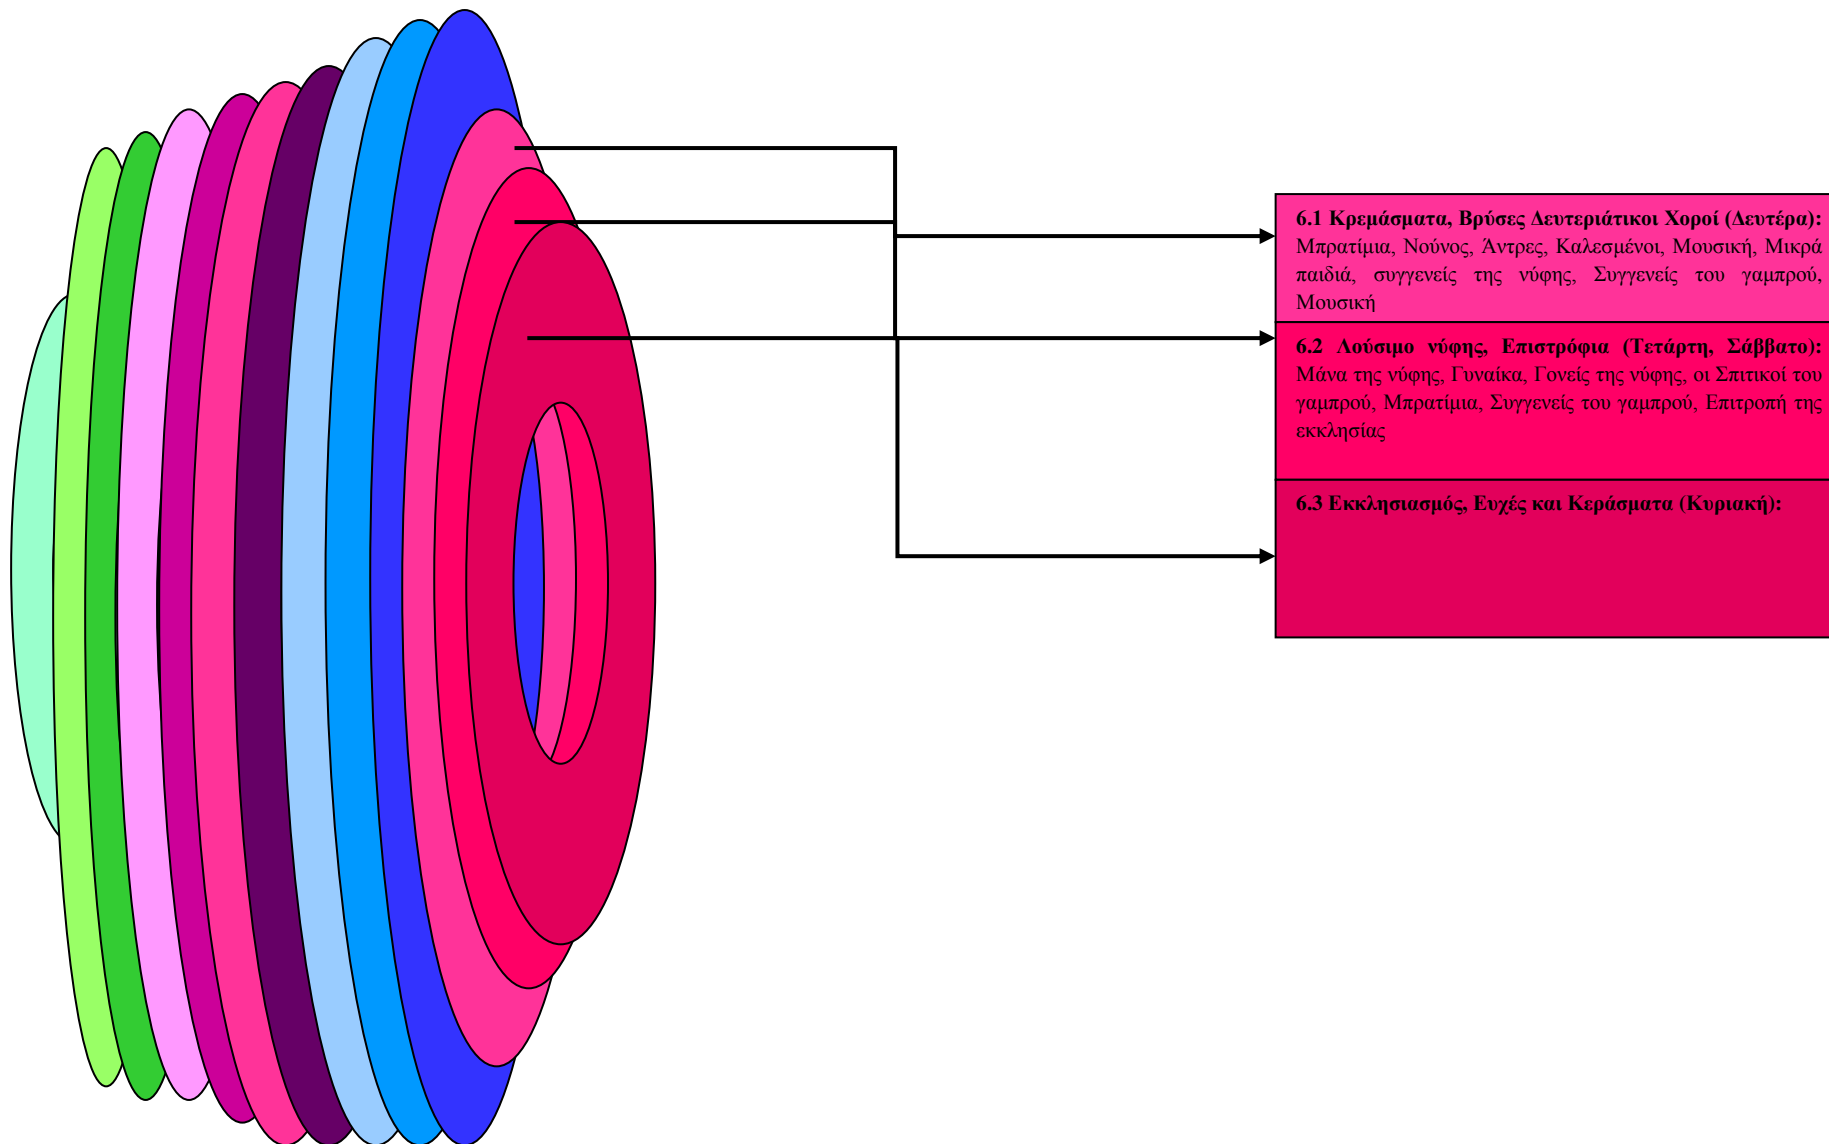 6.1 Κρεμάσματα, Βρύσες Δευτεριάτικοι Χοροί (Δευτέρα):
Μπρατίμια, Νούνος, Άντρες, Καλεσμένοι, Μουσική, Μικρά
παιδιά, συγγενείς της νύφης, Συγγενείς του γαμπρού,
Μουσική
6.2 Λούσιμο νύφης, Επιστρόφια (Τετάρτη, Σάββατο):
Μάνα της νύφης, Γυναίκα, Γονείς της νύφης, οι Σπιτικοί του
γαμπρού, Μπρατίμια, Συγγενείς του γαμπρού, Επιτροπή της
εκκλησίας
6.3 Εκκλησιασμός, Ευχές και Κεράσματα (Κυριακή):